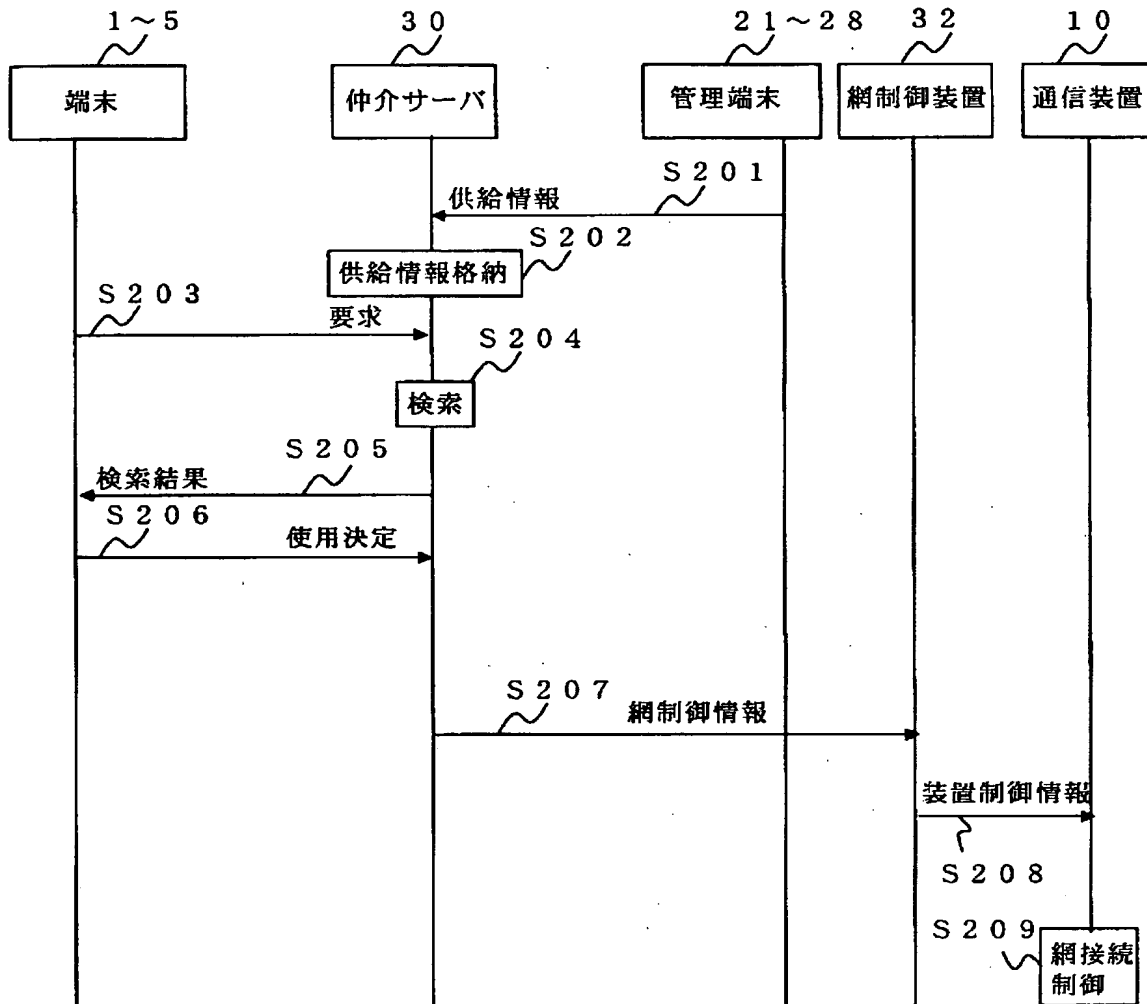 1~5
30
21~28
32
10
端末
仲介サーバ
管理端末
網制御装置
通信装置
S201
供給情報
S202
供給情報格納
S203
要求
S204
検索
S205
検索結果
S206
使用決定
S207
網制御情報
装置制御情報
S208
S209
網接続
制御